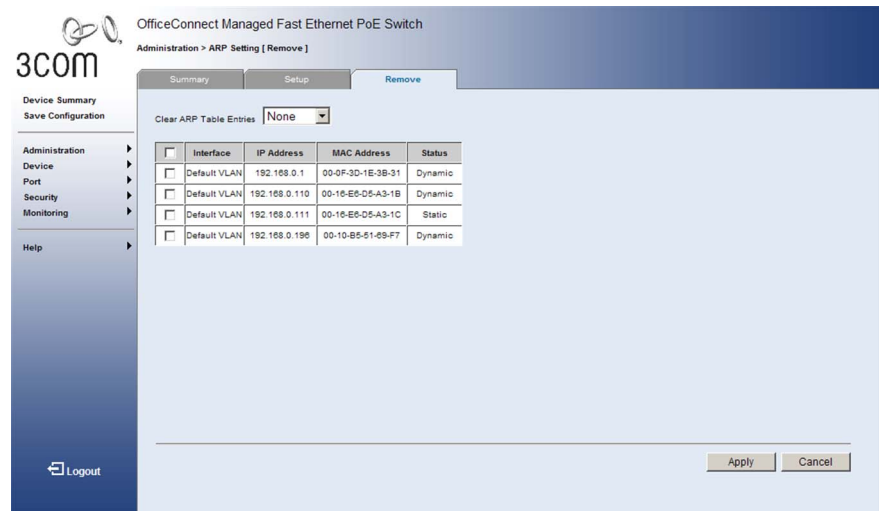 OfficeConnect Managed Fast Ethernet PoE Switch
Administration > ARP Setting [ Remove ]
3COM
Summary Setup Remove
Device Summary
Save Configuration
Administration
Device
Port
Security
Monitoring
Help
Logout
Clear ARP Table Entries None
Interface IP Address MAC Address Status
Default VLAN 192.168.0.1 00-0F-3D-1E-3B-31 Dynamic
Default VLAN 192.168.0.110 00-16-E6-D5-A3-1B Dynamic
Default VLAN 192.168.0.111 00-16-E6-D5-A3-1C Static
Default VLAN 192.168.0.196 00-10-B5-51-69-F7 Dynamic
Apply Cancel